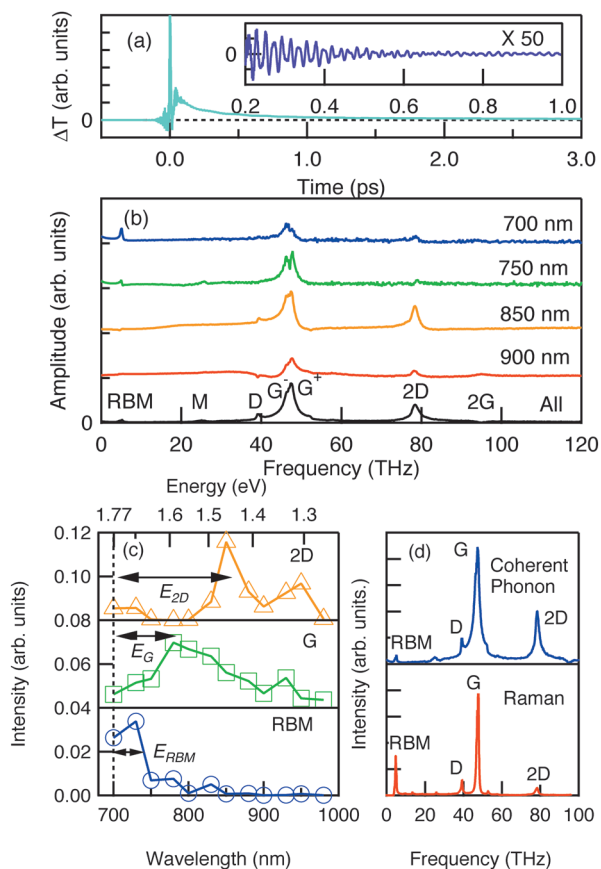 (a)
X 50
ΔT (arb. units)
0
0
0.2 0.4 0.6 0.8 1.0
0.0 1.0 2.0 3.0
Time (ps)
(b)
700 nm
750 nm
850 nm
900 nm
Amplitude (arb. units)
RBM M D G- G+ 2D 2G All
0
0 20 40 60 80 100 120
Frequency (THz)
Energy (eV)
1.77 1.6 1.5 1.4 1.3
(c)
2D
E2D
G
EG
RBM
ERBM
Intensity (arb. units)
0.12
0.10
0.08
0.06
0.04
0.02
0.00
700 800 900 1000
Wavelength (nm)
(d)
G
Coherent
Phonon
2D
RBM
D
Intensity (arb. units.)
G
Raman
RBM
D
2D
0 20 40 60 80
Frequency (THz)